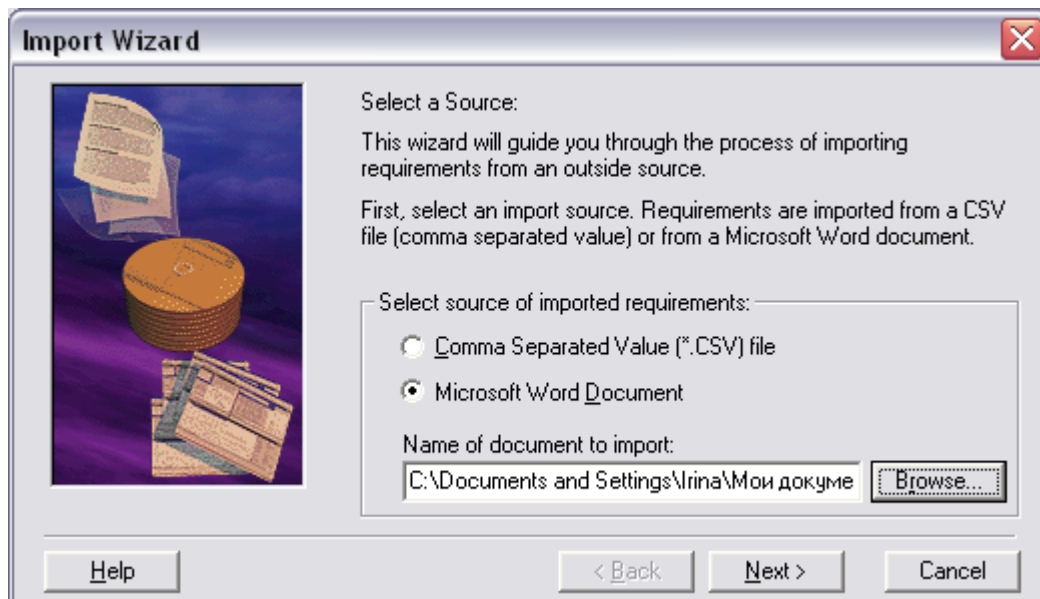 Import Wizard
Select a Source:
This wizard will guide you through the process of importing
requirements from an outside source.
First, select an import source. Requirements are imported from a CSV
file (comma separated value) or from a Microsoft Word document.
Select source of imported requirements:
Comma Separated Value (*.CSV) file
Microsoft Word Document
Name of document to import:
C:\Documents and Settings\Irina\Мои докуме
Browse...
Help
< Back
Next >
Cancel